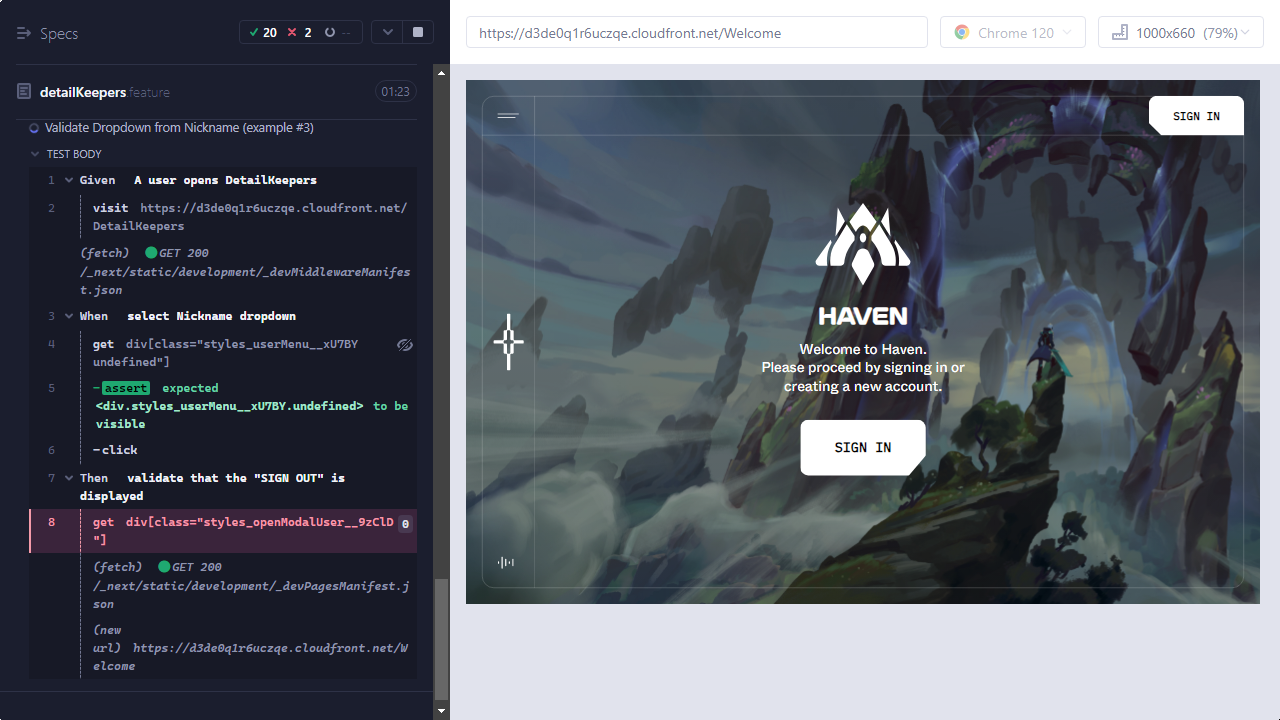 Specs
20 2 --
detailKeepers.feature 01:23
Validate Dropdown from Nickname (example #3)
TEST BODY
1 Given A user opens DetailKeepers
2 visit https://d3de0q1r6uczqe.cloudfront.net/
DetailKeepers
(fetch) GET 200
/_next/static/development/_devMiddlewareManifes
t.json
3 When select Nickname dropdown
4 get div[class="styles_userMenu__xU7BY
undefined"]
5 -assert expected
<div.styles_userMenu__xU7BY.undefined> to be
visible
6 -click
7 Then validate that the "SIGN OUT" is
displayed
8 get div[class="styles_openModalUser__9zClD 0
"]
(fetch) GET 200
/_next/static/development/_devPagesManifest.j
son
(new
url) https://d3de0q1r6uczqe.cloudfront.net/W
elcome
https://d3de0q1r6uczqe.cloudfront.net/Welcome
Chrome 120
1000x660 (79%)
SIGN IN
HAVEN
Welcome to Haven.
Please proceed by signing in or
creating a new account.
SIGN IN